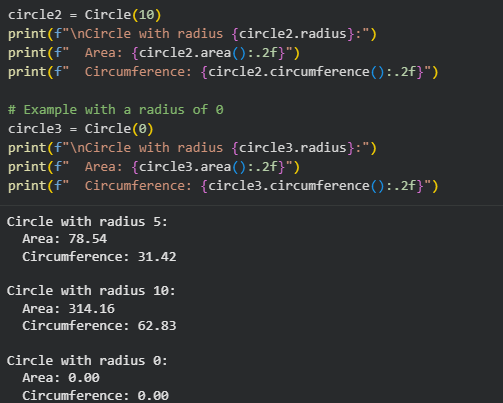 circle2 = Circle(10)
print(f"\nCircle with radius {circle2.radius}:")
print(f"  Area: {circle2.area():.2f}")
print(f"  Circumference: {circle2.circumference():.2f}")

# Example with a radius of 0
circle3 = Circle(0)
print(f"\nCircle with radius {circle3.radius}:")
print(f"  Area: {circle3.area():.2f}")
print(f"  Circumference: {circle3.circumference():.2f}")

Circle with radius 5:
  Area: 78.54
  Circumference: 31.42

Circle with radius 10:
  Area: 314.16
  Circumference: 62.83

Circle with radius 0:
  Area: 0.00
  Circumference: 0.00